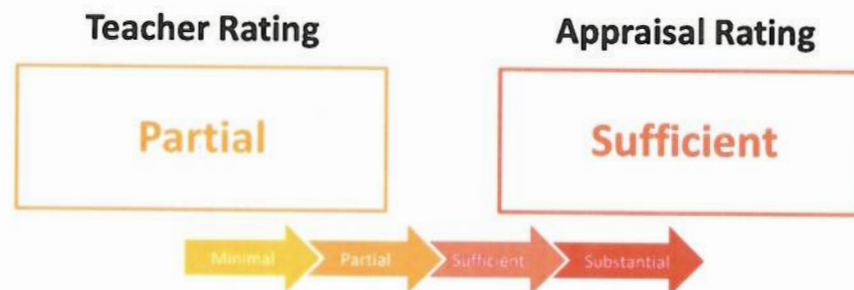 Teacher Rating
Appraisal Rating
Partial
Sufficient
Minimal
Partial
Sufficient
Substantial